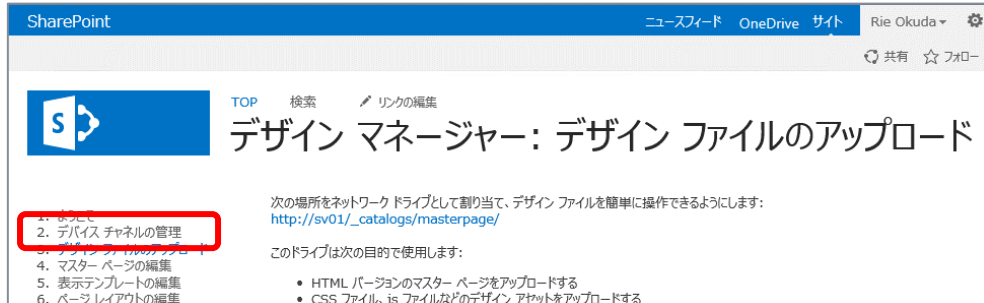 SharePoint
ニュースフィード OneDrive サイト Rie Okuda
共有 フォロー
S
TOP 検索 リンクの編集
デザイン マネージャー: デザイン ファイルのアップロード
1. ようこそ
2. デバイス チャネルの管理
3. デザイン ファイルのアップロード
4. マスター ページの編集
5. 表示テンプレートの編集
6. ページ レイアウトの編集
次の場所をネットワーク ドライブとして割り当て、デザイン ファイルを簡単に操作できるようにします:
http://sv01/_catalogs/masterpage/
このドライブは次の目的で使用します:
• HTML バージョンのマスター ページをアップロードする
• CSS ファイル、js ファイルなどのデザイン アセットをアップロードする